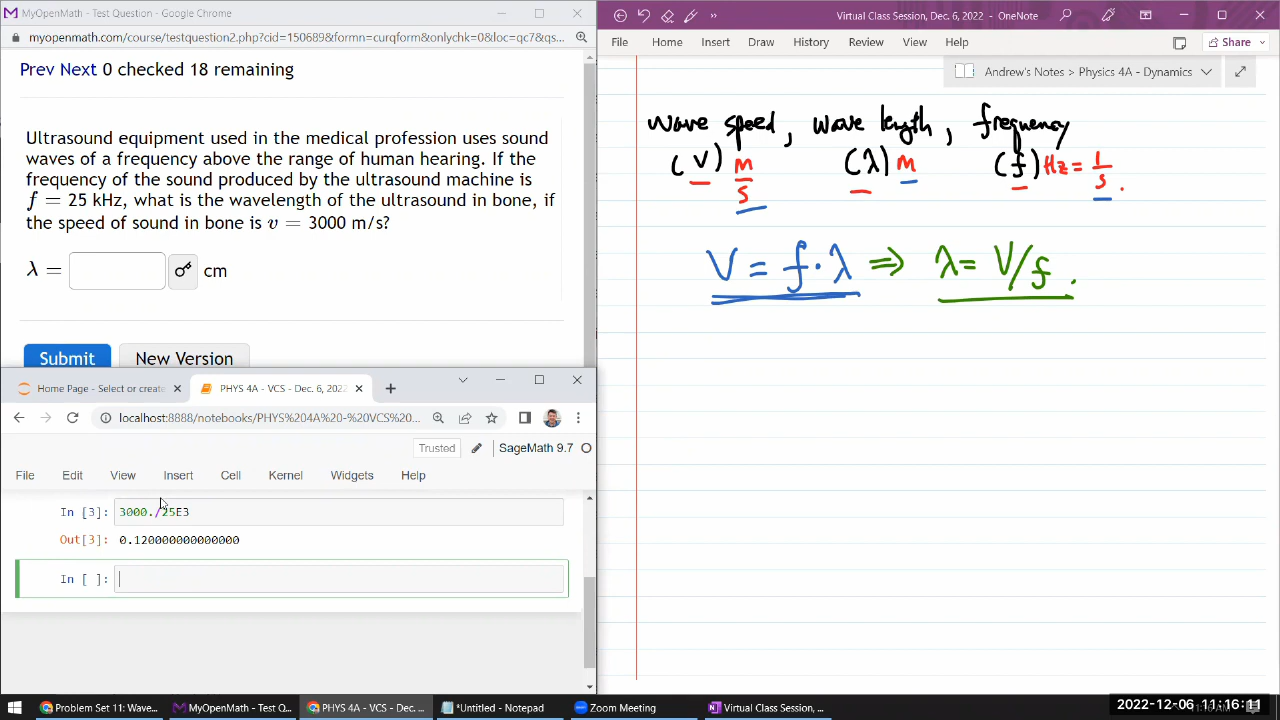 MyOpenMath - Test Question - Google Chrome
myopenmath.com/course/testquestion2.php?cid=150689&formn=curqform&onlychk=0&loc=qc7&qs...
Prev Next 0 checked 18 remaining
Ultrasound equipment used in the medical profession uses sound
waves of a frequency above the range of human hearing. If the
frequency of the sound produced by the ultrasound machine is
f = 25 kHz, what is the wavelength of the ultrasound in bone, if
the speed of sound in bone is v = 3000 m/s?
λ = cm
Submit New Version
Home Page - Select or create PHYS 4A - VCS - Dec. 6, 2022
localhost:8888/notebooks/PHYS%204A%20-%20VCS%20...
Trusted SageMath 9.7
File Edit View Insert Cell Kernel Widgets Help
In [3]: 3000./25E3
Out[3]: 0.120000000000000
In [ ]:
Virtual Class Session, Dec. 6, 2022 - OneNote
File Home Insert Draw History Review View Help Share
Andrew's Notes > Physics 4A - Dynamics
wave speed, wave length, frequency
(V) m/s (λ) m (f) Hz = 1/s.
V = f·λ ⇒ λ = V/f.
Problem Set 11: Wave... MyOpenMath - Test Q... PHYS 4A - VCS - Dec. ... *Untitled - Notepad Zoom Meeting Virtual Class Session, ... 2022-12-06 11:16:11